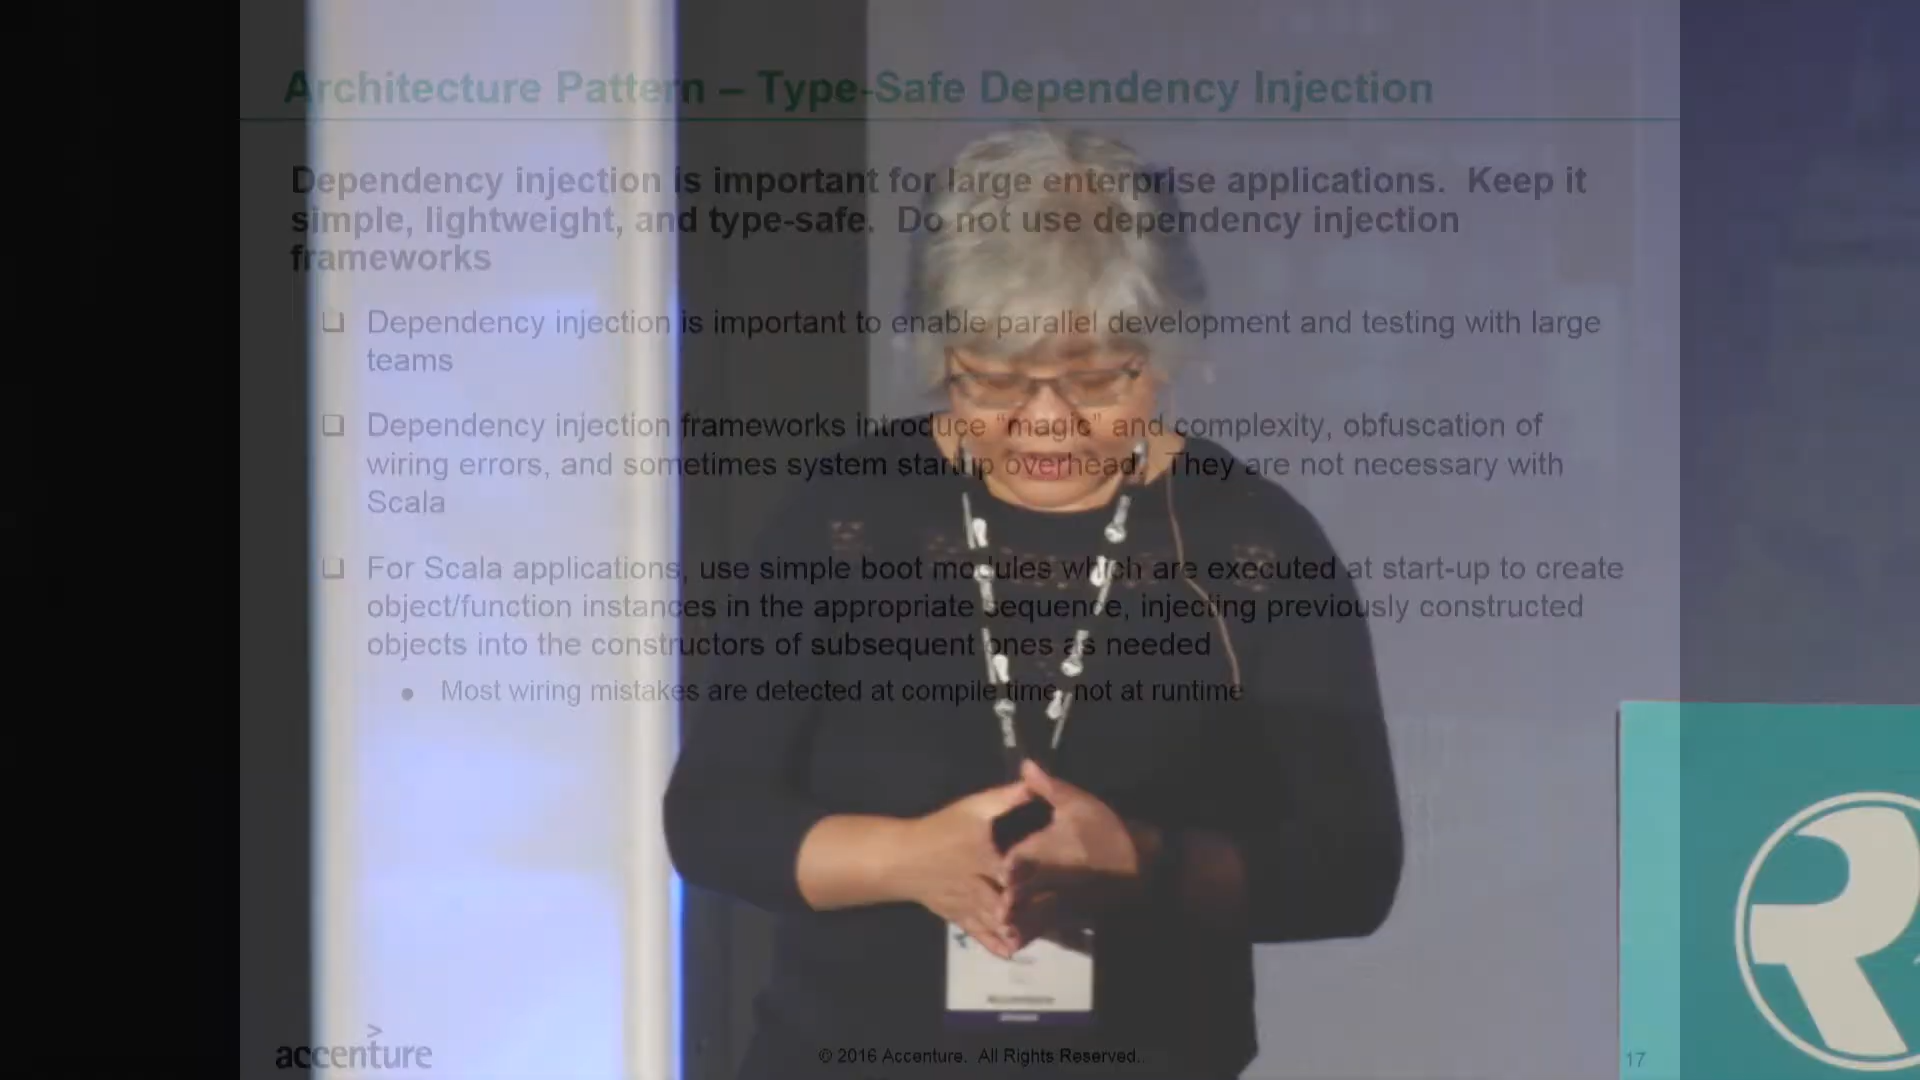 Architecture Pattern – Type-Safe Dependency Injection
Dependency injection is important for large enterprise applications.  Keep it
simple, lightweight, and type-safe.  Do not use dependency injection
frameworks
❑ Dependency injection is important to enable parallel development and testing with large
teams
❑ Dependency injection frameworks introduce “magic” and complexity, obfuscation of
wiring errors, and sometimes system startup overhead.  They are not necessary with
Scala
❑ For Scala applications, use simple boot modules which are executed at start-up to create
object/function instances in the appropriate sequence, injecting previously constructed
objects into the constructors of subsequent ones as needed
● Most wiring mistakes are detected at compile time, not at runtime
>
accenture
© 2016 Accenture.  All Rights Reserved..
17
R